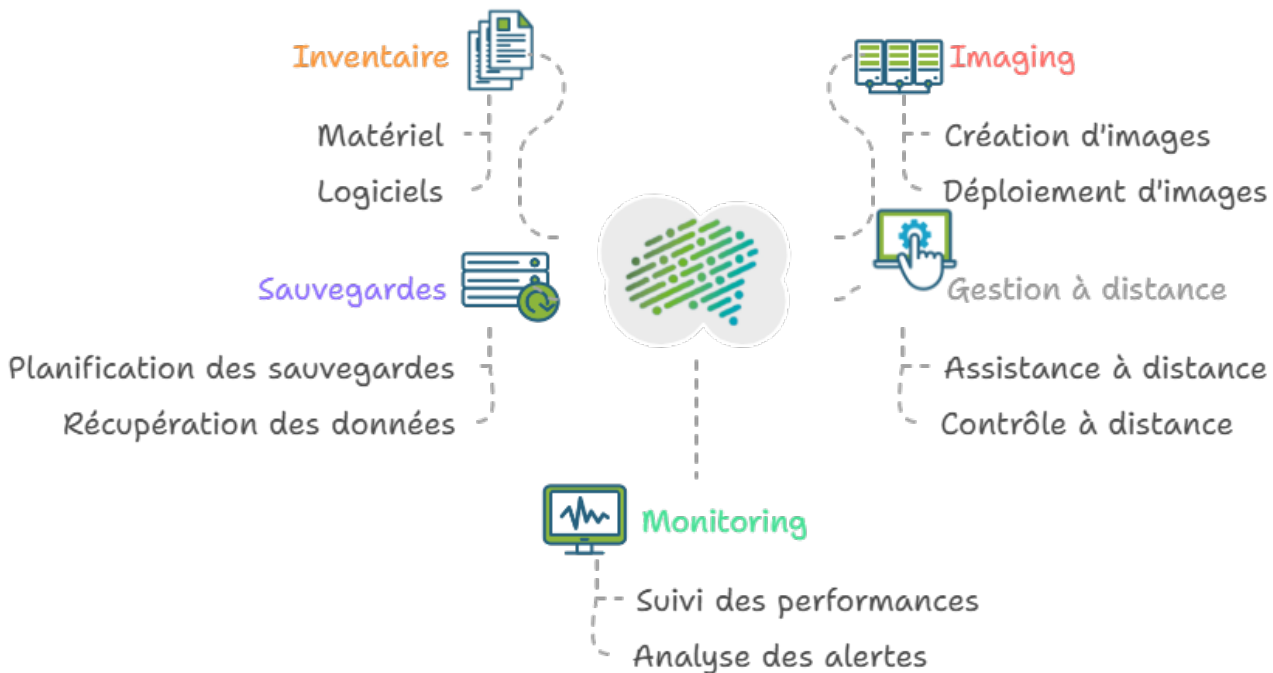 Inventaire
Matériel
Logiciels
Sauvegardes
Planification des sauvegardes
Récupération des données
Imaging
Création d'images
Déploiement d'images
Gestion à distance
Assistance à distance
Contrôle à distance
Monitoring
Suivi des performances
Analyse des alertes